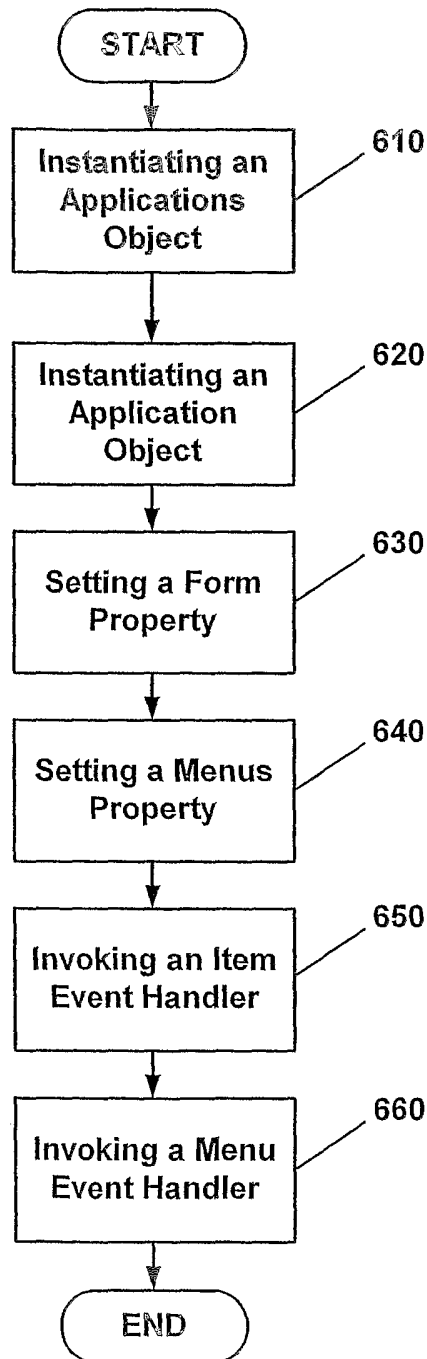 START
610
Instantiating an
Applications
Object
620
Instantiating an
Application
Object
630
Setting a Form
Property
640
Setting a Menus
Property
650
Invoking an Item
Event Handler
660
Invoking a Menu
Event Handler
END